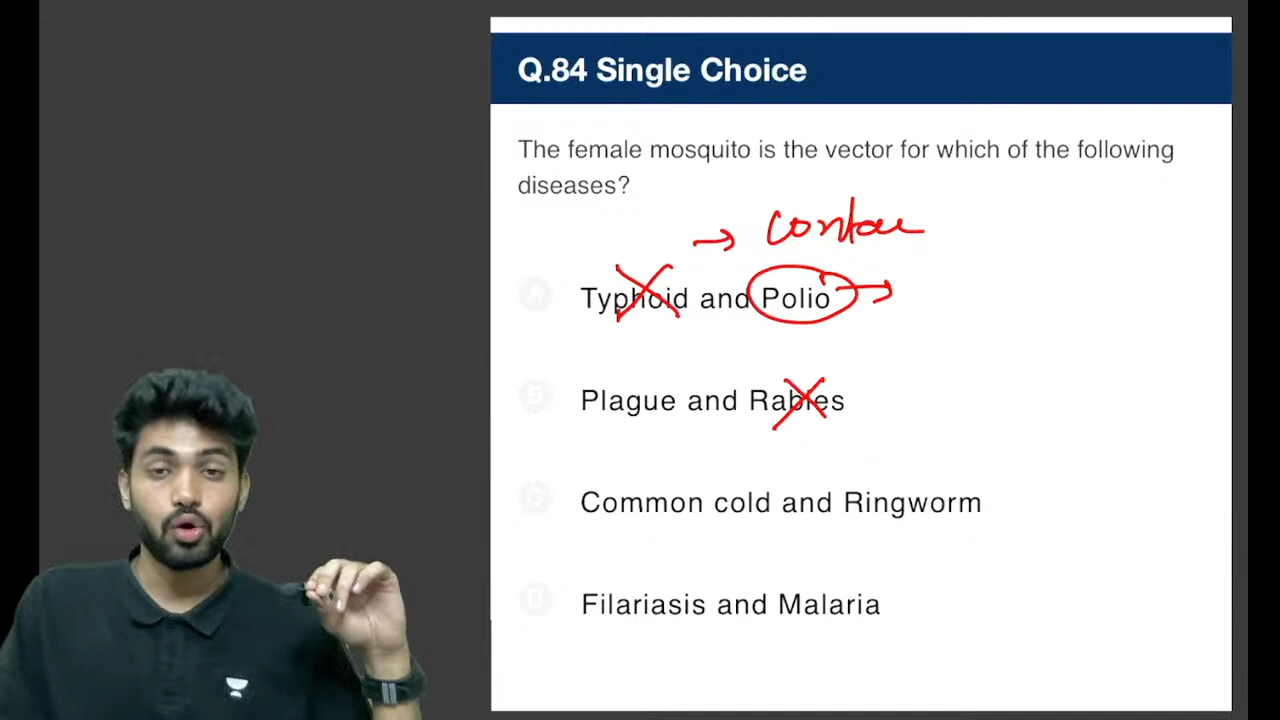 Q.84 Single Choice
The female mosquito is the vector for which of the following
diseases?
→ contau
A Typhoid and Polio →
B Plague and Rabies
C Common cold and Ringworm
D Filariasis and Malaria